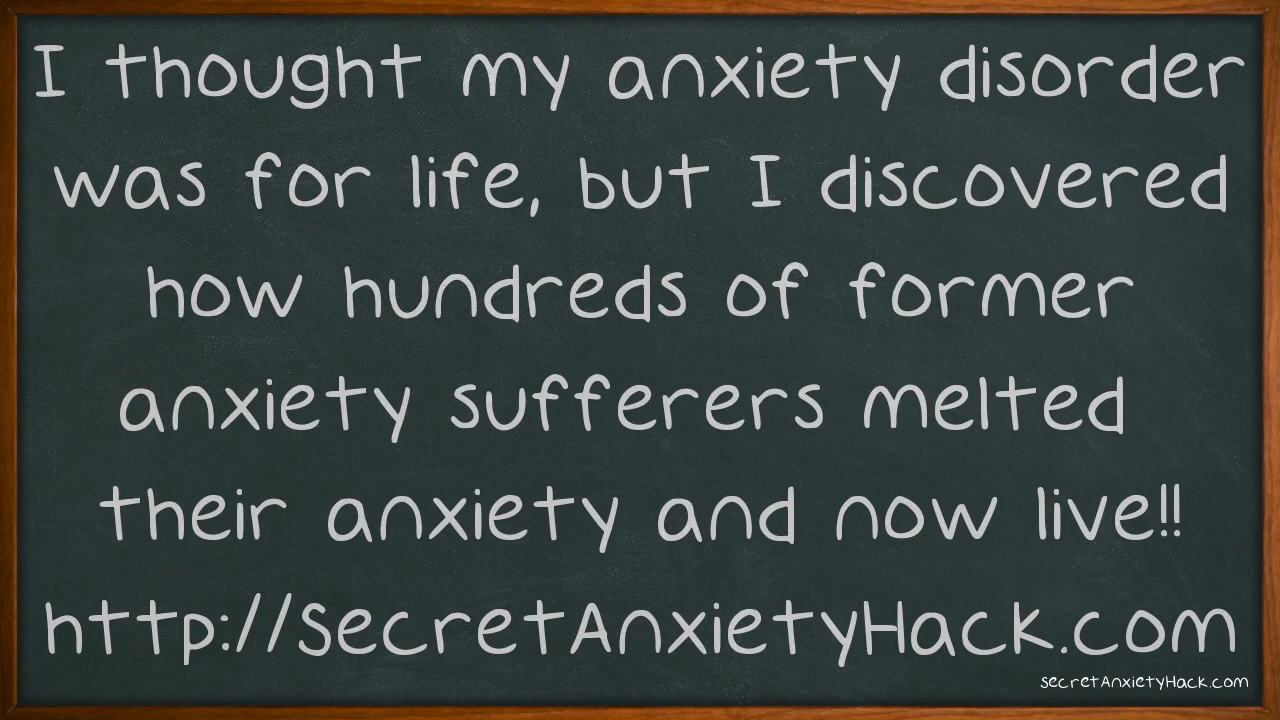 I thought my anxiety disorder
was for life, but I discovered
how hundreds of former
anxiety sufferers melted
their anxiety and now live!!
http://SecretAnxietyHack.com
secretAnxietyHack.com